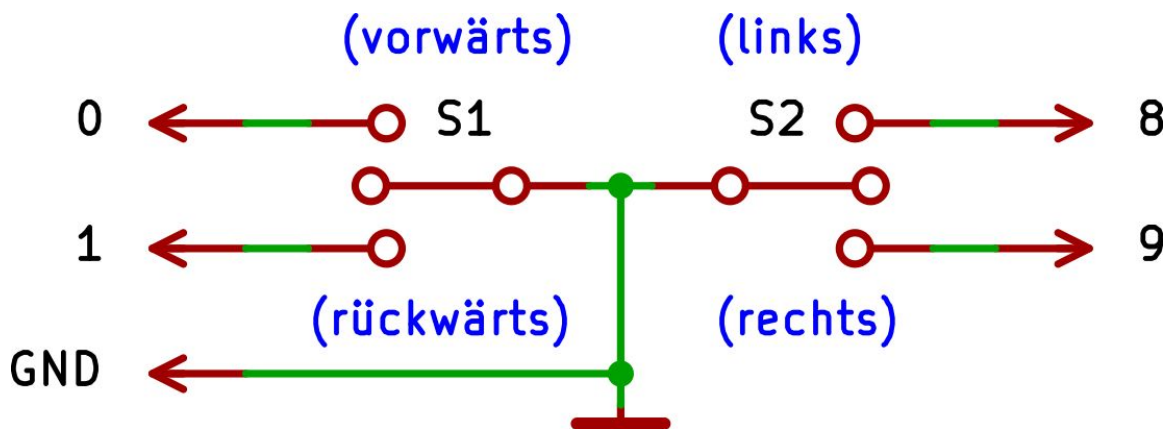 (vorwärts) (links)
0 S1 S2 8
1 9
(rückwärts) (rechts)
GND